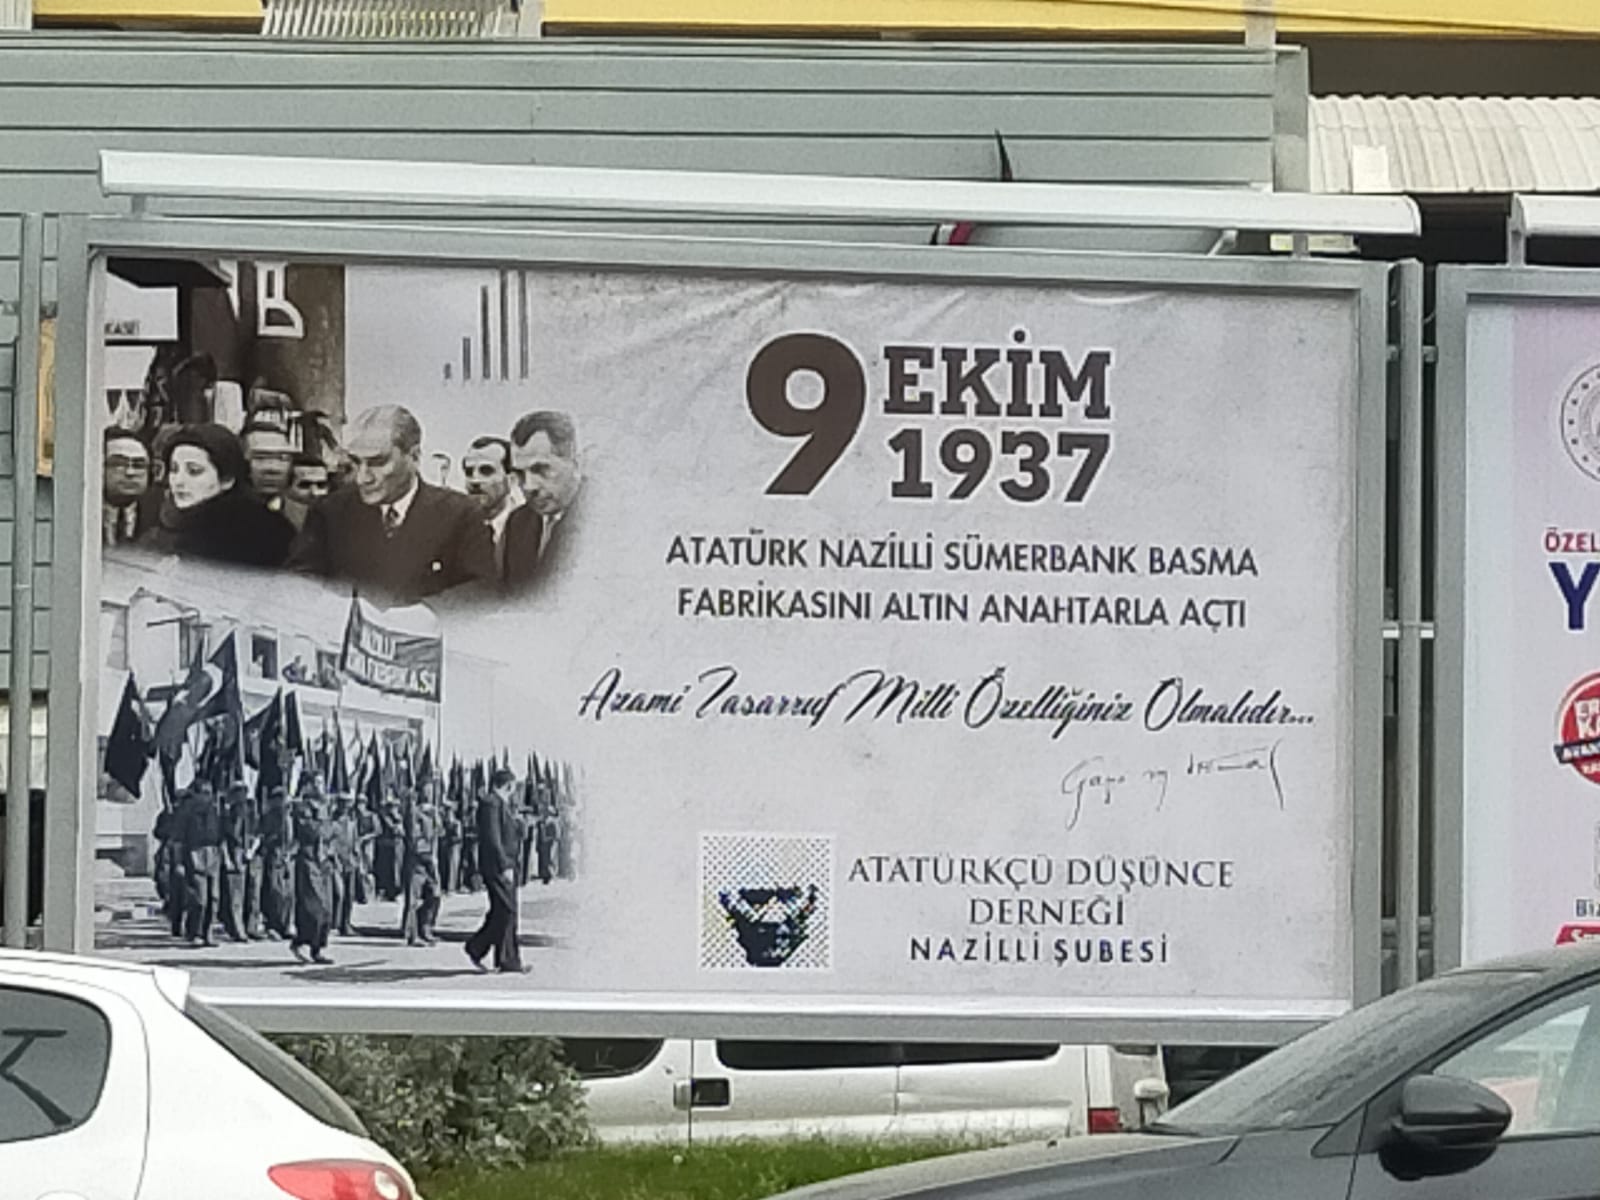 9 EKİM
1937
ATATÜRK NAZİLLİ SÜMERBANK BASMA
FABRİKASINI ALTIN ANAHTARLA AÇTI
Azami Tasarruf Milli Özelliğiniz Olmalıdır...
ATATÜRKÇÜ DÜŞÜNCE
DERNEĞİ
NAZİLLİ ŞUBESİ
ÖZEL
Y